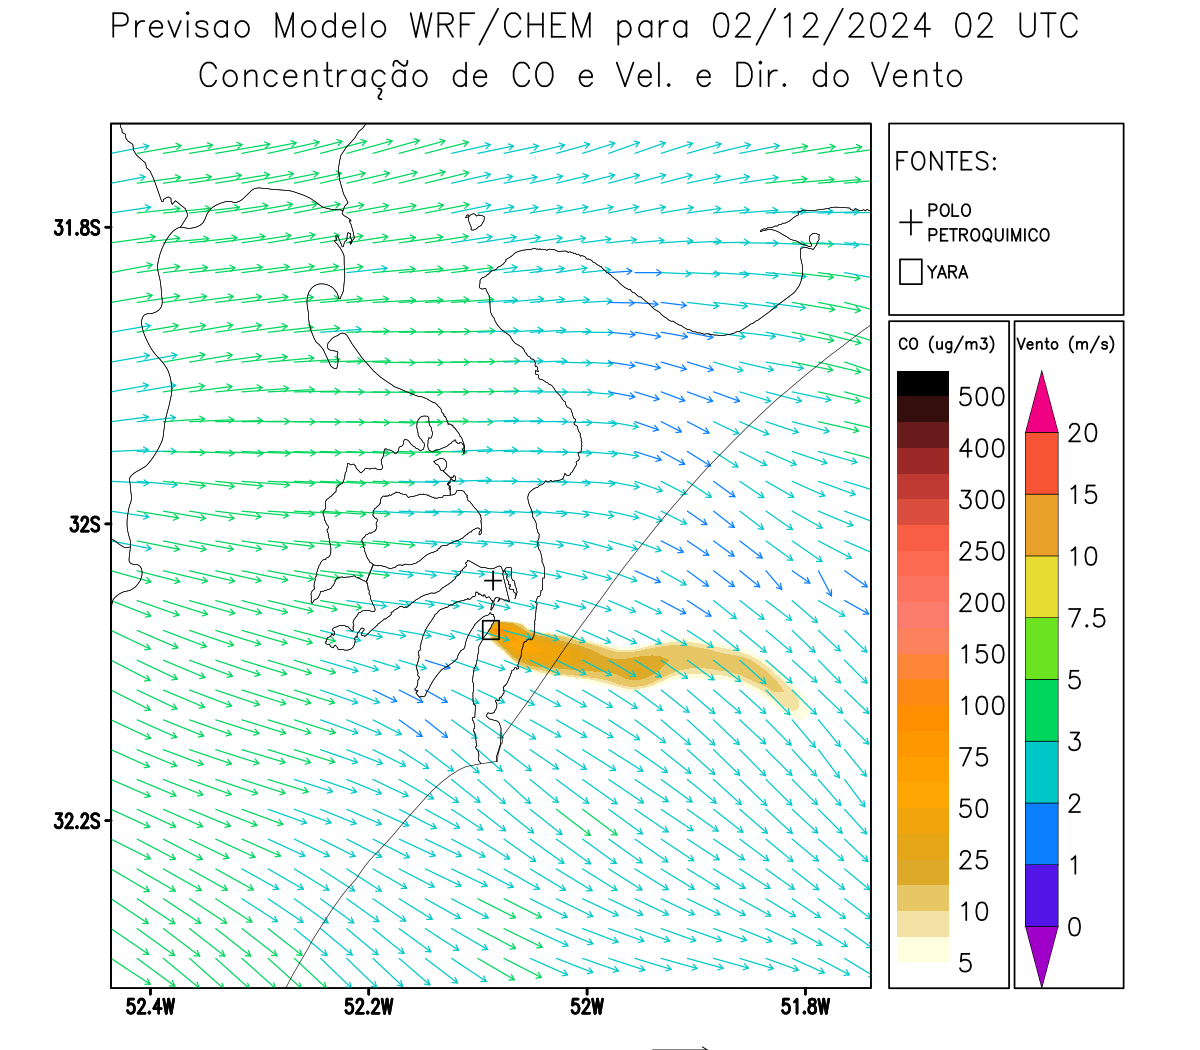 Previsao Modelo WRF/CHEM para 02/12/2024 02 UTC
Concentração de CO e Vel. e Dir. do Vento
FONTES:
POLO
PETROQUIMICO
YARA
CO (ug/m3)
500
400
300
250
200
150
100
75
50
25
10
5
Vento (m/s)
20
15
10
7.5
5
3
2
1
0
31.8S
32S
32.2S
52.4W
52.2W
52W
51.8W